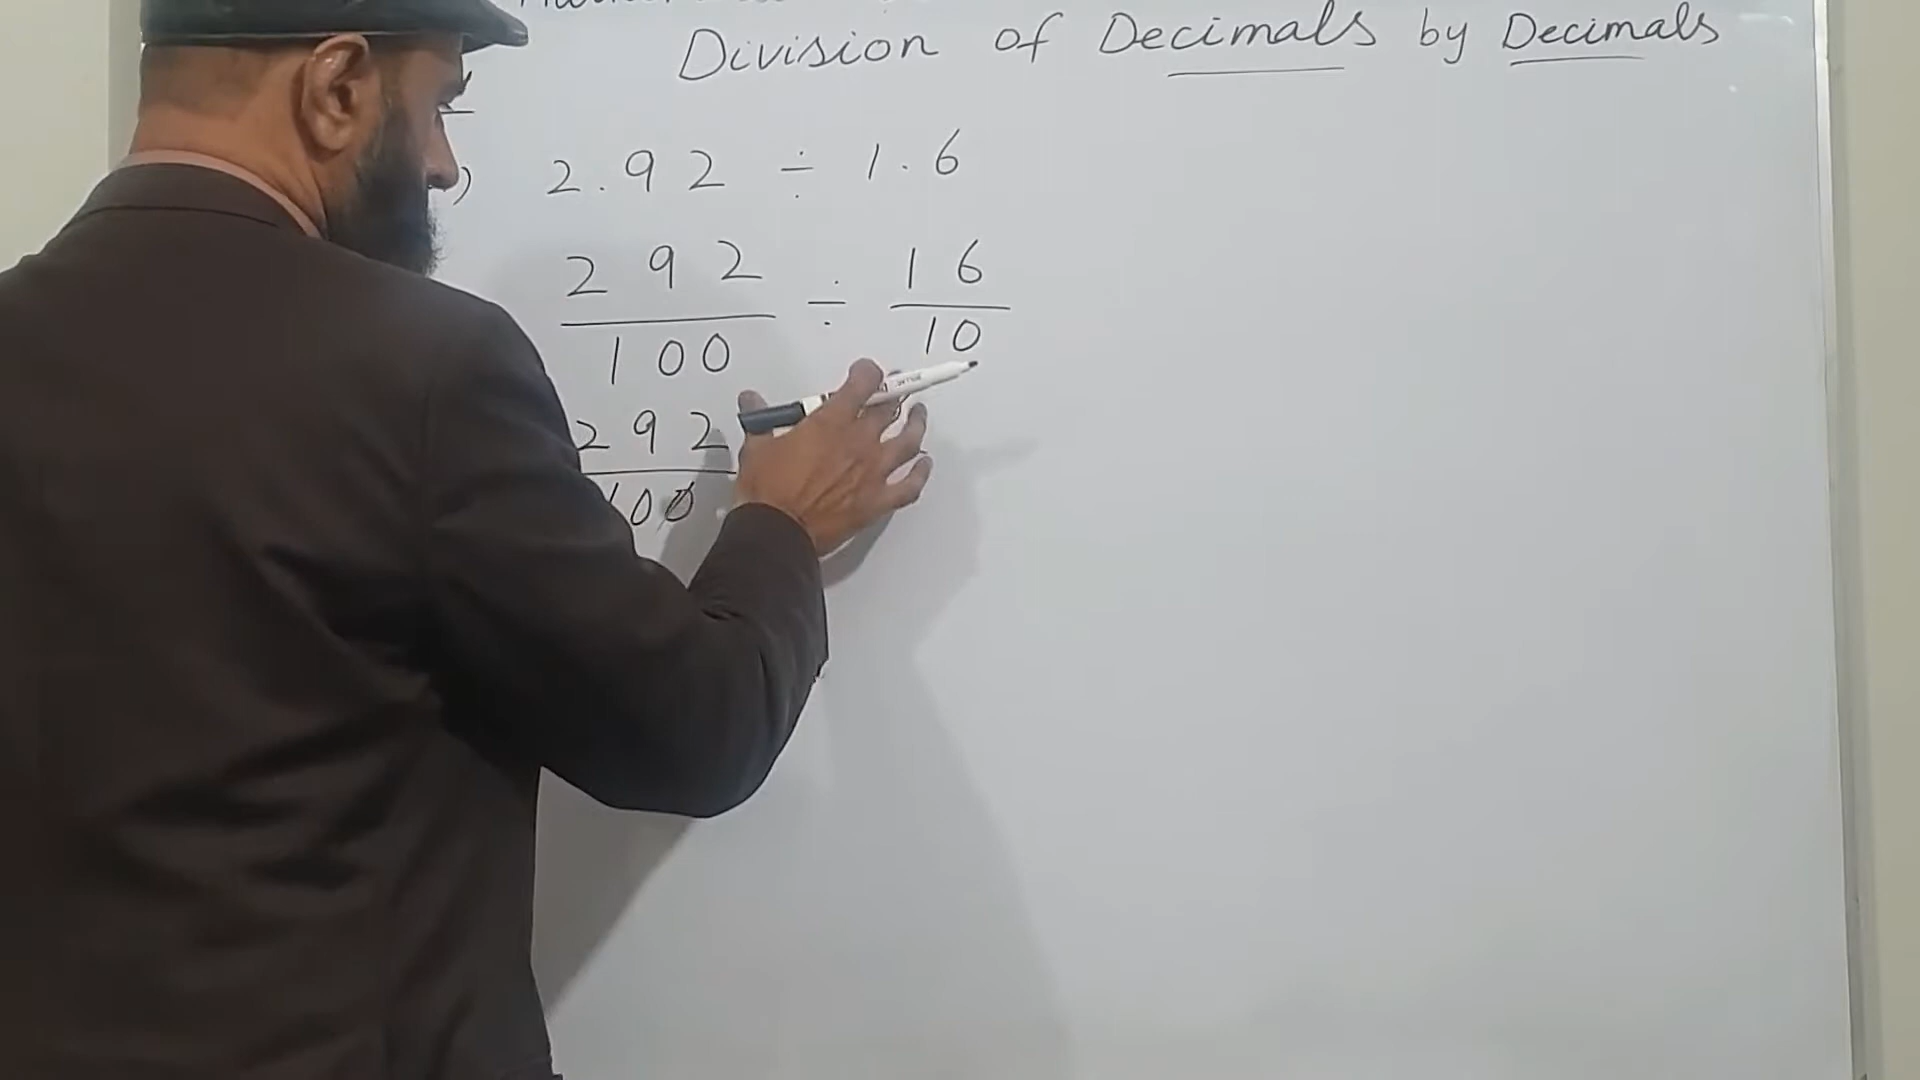 Division of Decimals by Decimals
) 2.92 ÷ 1.6
292/100 ÷ 16/10
292/100